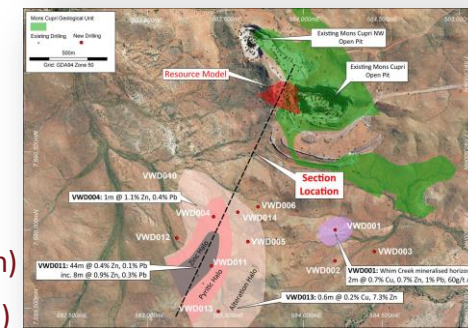 Mons Cupri Geological Unit
Existing Drilling
New Drilling
500m
Grid: GDA94 Zone 50
Existing Mons Cupri NW
Open Pit
Existing Mons Cupri
Open Pit
Resource Model
Section
Location
VWD010
VWD004: 1m @ 1.1% Zn, 0.4% Pb
VWD004
VWD006
VWD014
VWD012
VWD005
VWD001
VWD001: Whim Creek mineralised horizon
2m @ 0.7% Cu, 0.7% Zn, 1% Pb, 60g/t
VWD003
VWD002
VWD011: 44m @ 0.4% Zn, 0.1% Pb
inc. 8m @ 0.9% Zn, 0.3% Pb
VWD011
Pyritic Halo
Alteration Halo
VWD013: 0.6m @ 0.2% Cu, 7.3% Zn
VWD013
m)
)